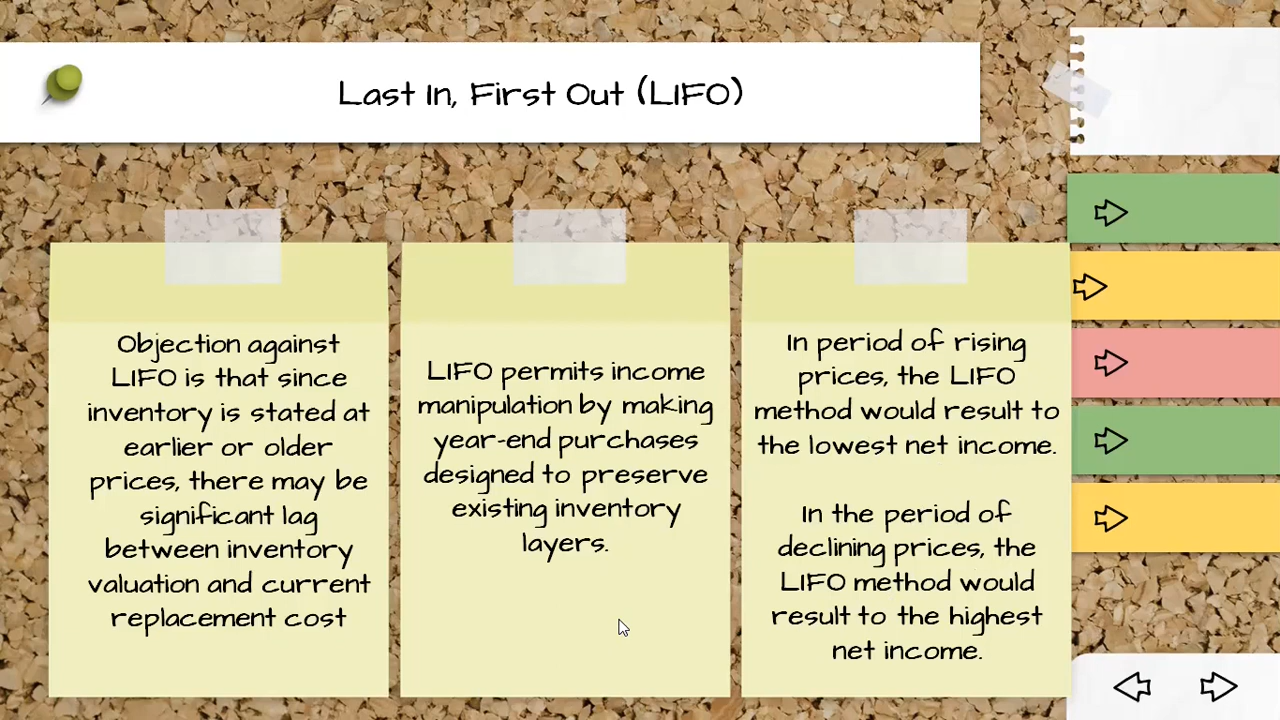 Last In, First Out (LIFO)
Objection against
LIFO is that since
inventory is stated at
earlier or older
prices, there may be
significant lag
between inventory
valuation and current
replacement cost
LIFO permits income
manipulation by making
year-end purchases
designed to preserve
existing inventory
layers.
In period of rising
prices, the LIFO
method would result to
the lowest net income.
In the period of
declining prices, the
LIFO method would
result to the highest
net income.